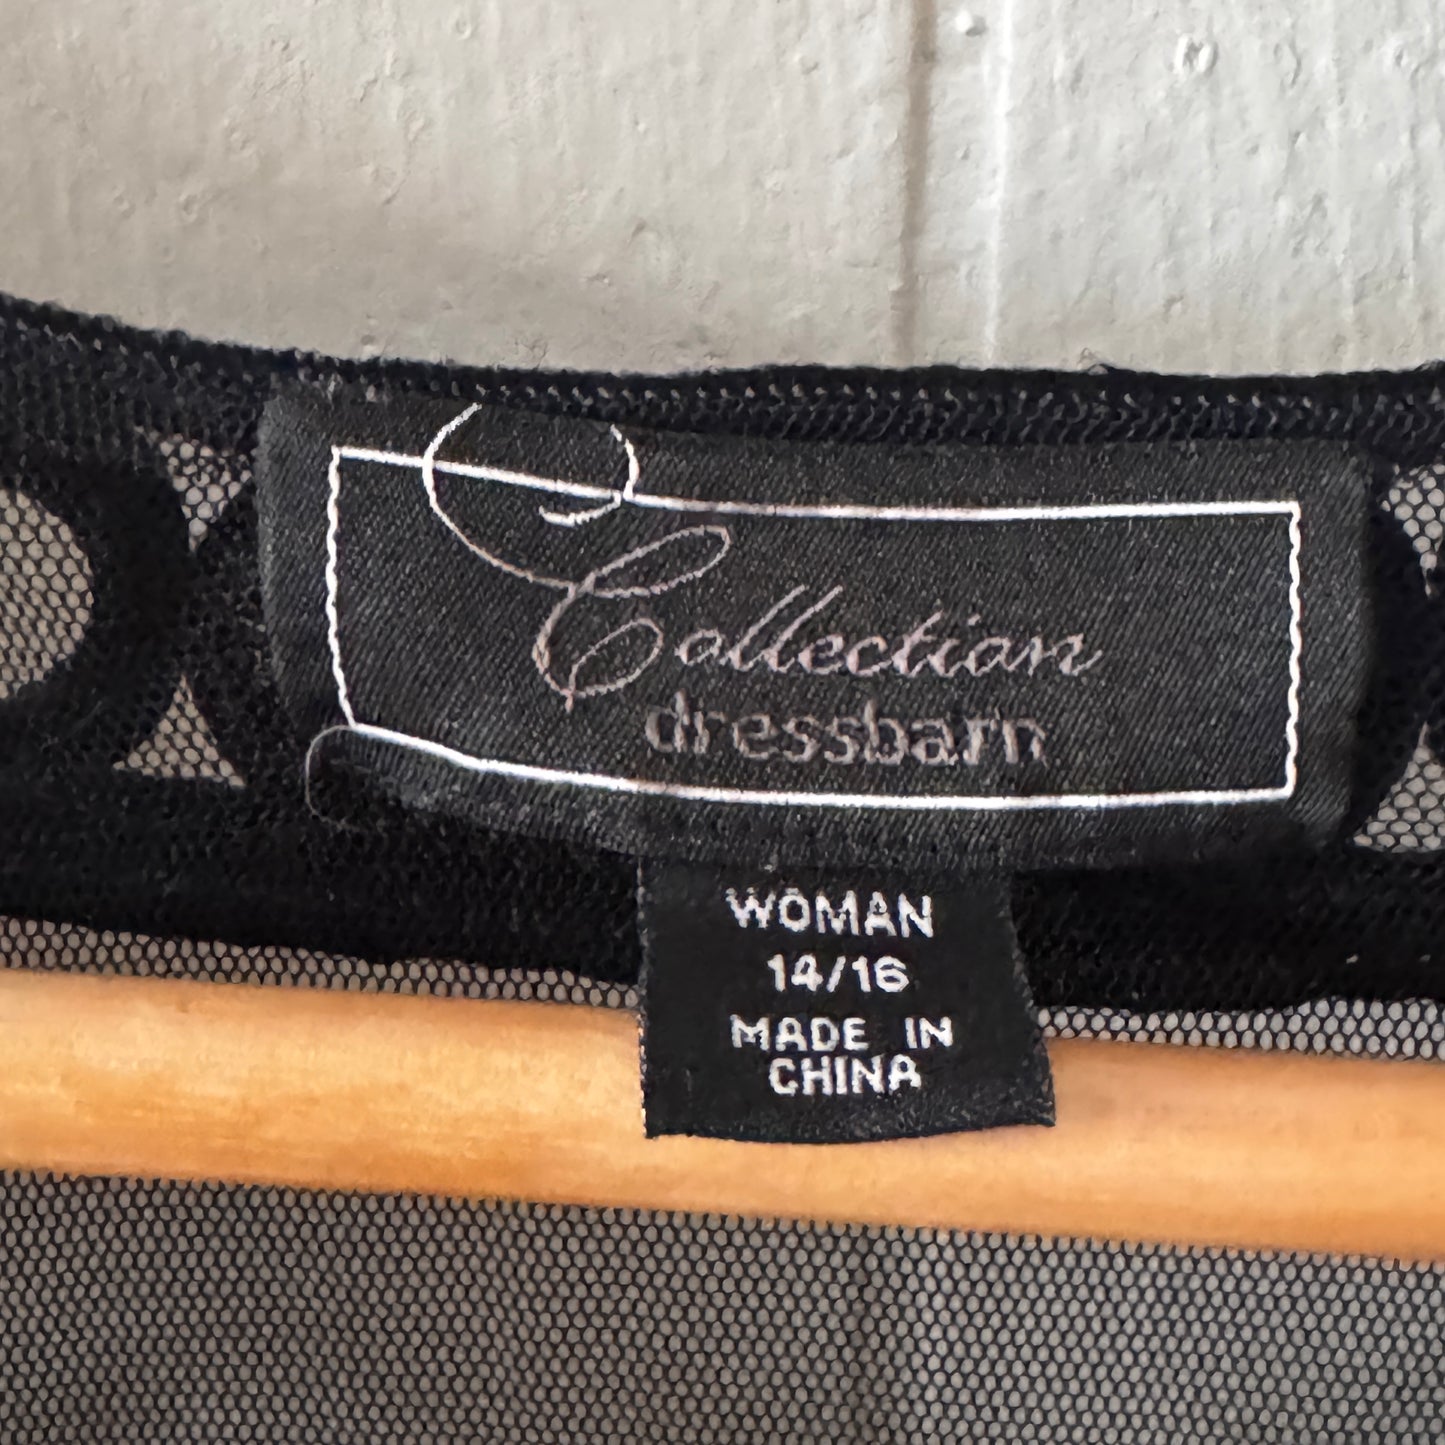 Collection
dressbarn
WOMAN
14/16
MADE IN
CHINA